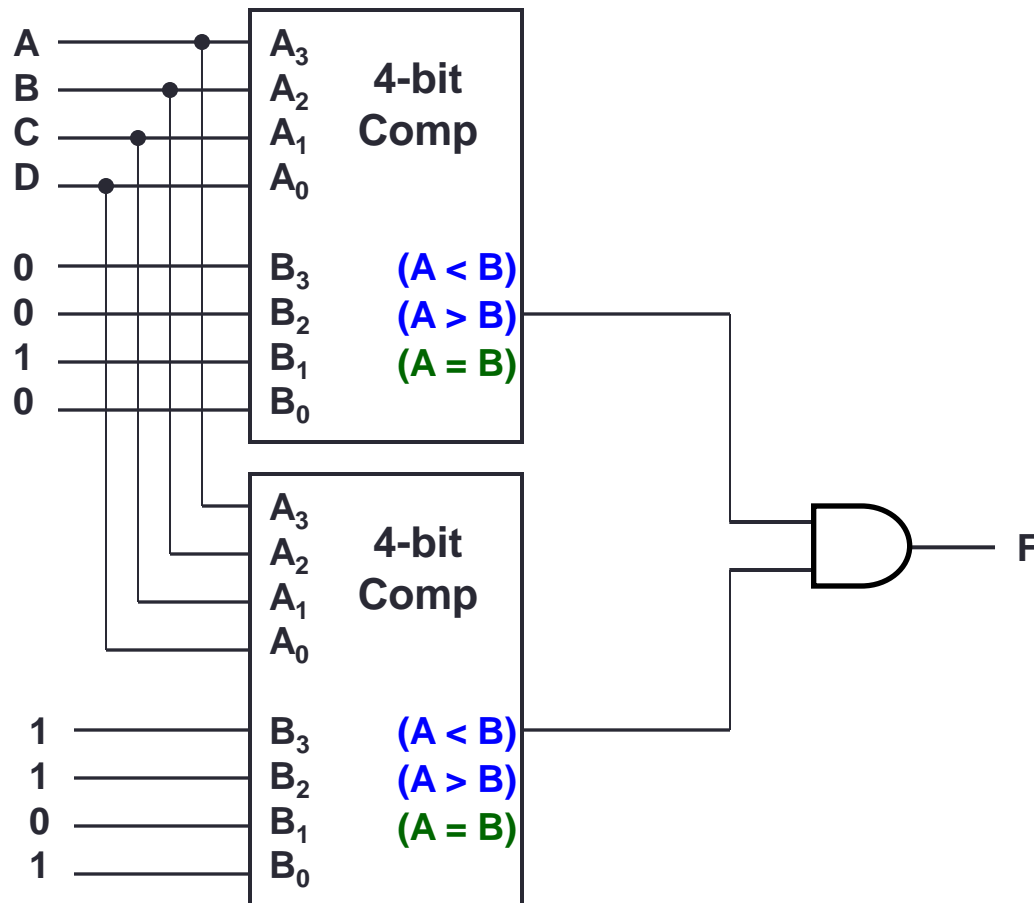 A
B
C
D
0
0
1
0
A3
A2
A1
A0
B3
B2
B1
B0
4-bit
Comp
(A < B)
(A > B)
(A = B)
1
1
0
1
A3
A2
A1
A0
B3
B2
B1
B0
4-bit
Comp
(A < B)
(A > B)
(A = B)
F